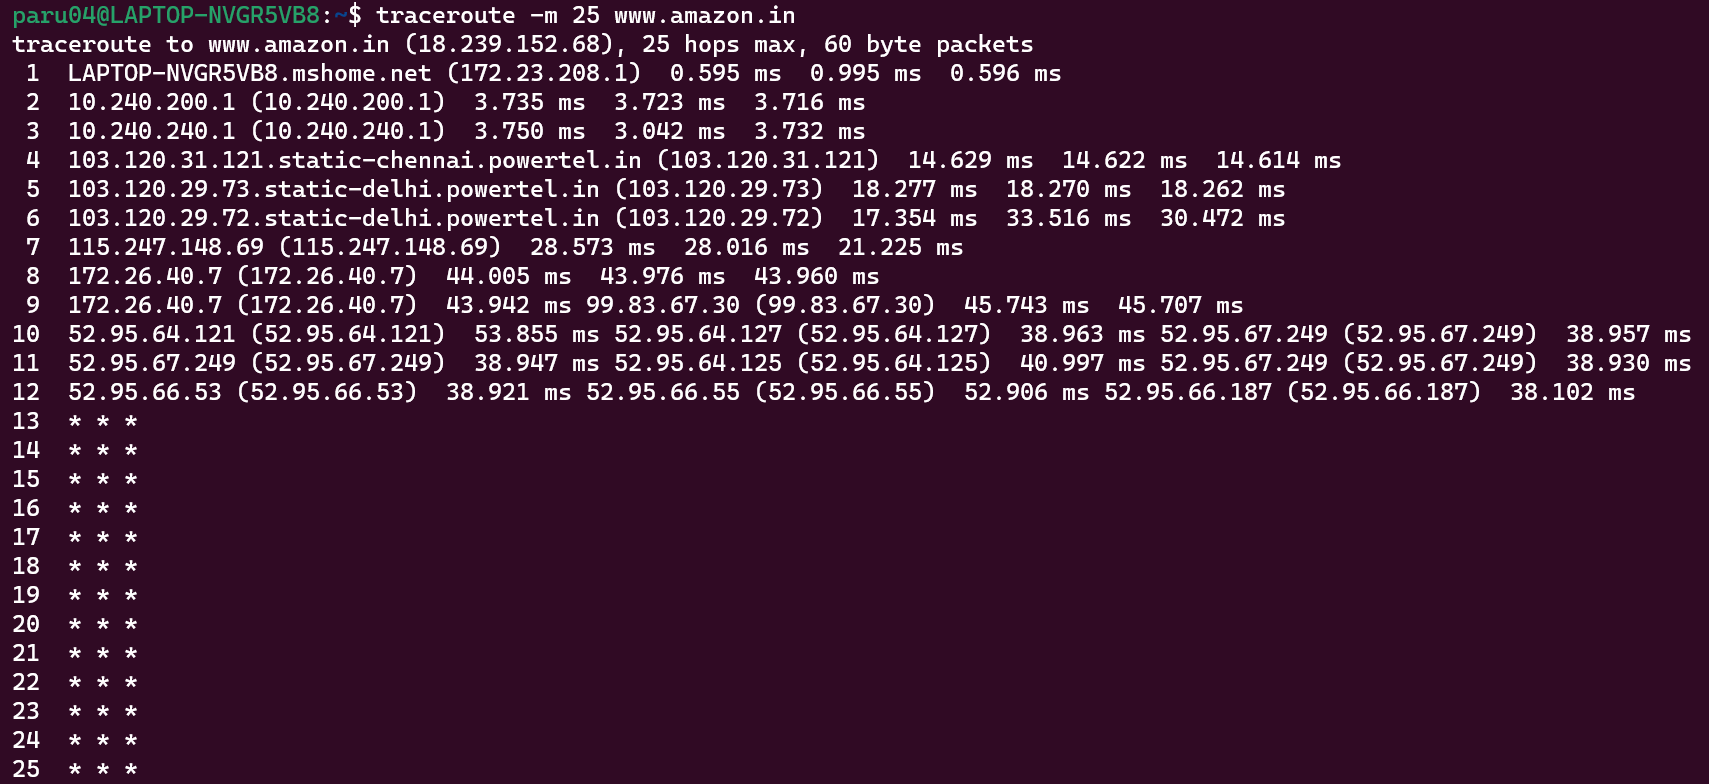 paru04@LAPTOP-NVGR5VB8:~$ traceroute -m 25 www.amazon.in
traceroute to www.amazon.in (18.239.152.68), 25 hops max, 60 byte packets
 1  LAPTOP-NVGR5VB8.mshome.net (172.23.208.1)  0.595 ms  0.995 ms  0.596 ms
 2  10.240.200.1 (10.240.200.1)  3.735 ms  3.723 ms  3.716 ms
 3  10.240.240.1 (10.240.240.1)  3.750 ms  3.042 ms  3.732 ms
 4  103.120.31.121.static-chennai.powertel.in (103.120.31.121)  14.629 ms  14.622 ms  14.614 ms
 5  103.120.29.73.static-delhi.powertel.in (103.120.29.73)  18.277 ms  18.270 ms  18.262 ms
 6  103.120.29.72.static-delhi.powertel.in (103.120.29.72)  17.354 ms  33.516 ms  30.472 ms
 7  115.247.148.69 (115.247.148.69)  28.573 ms  28.016 ms  21.225 ms
 8  172.26.40.7 (172.26.40.7)  44.005 ms  43.976 ms  43.960 ms
 9  172.26.40.7 (172.26.40.7)  43.942 ms 99.83.67.30 (99.83.67.30)  45.743 ms  45.707 ms
10  52.95.64.121 (52.95.64.121)  53.855 ms 52.95.64.127 (52.95.64.127)  38.963 ms 52.95.67.249 (52.95.67.249)  38.957 ms
11  52.95.67.249 (52.95.67.249)  38.947 ms 52.95.64.125 (52.95.64.125)  40.997 ms 52.95.67.249 (52.95.67.249)  38.930 ms
12  52.95.66.53 (52.95.66.53)  38.921 ms 52.95.66.55 (52.95.66.55)  52.906 ms 52.95.66.187 (52.95.66.187)  38.102 ms
13  * * *
14  * * *
15  * * *
16  * * *
17  * * *
18  * * *
19  * * *
20  * * *
21  * * *
22  * * *
23  * * *
24  * * *
25  * * *